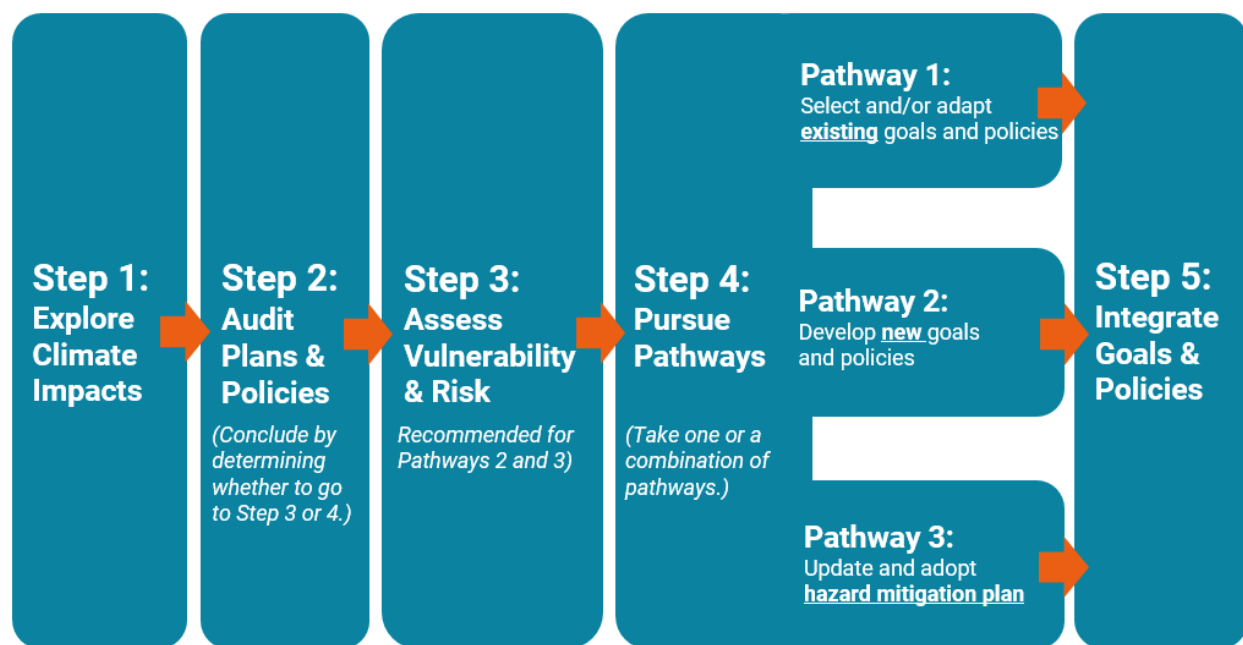 Step 1:
Explore
Climate
Impacts
Step 2:
Audit
Plans &
Policies
(Conclude by
determining
whether to go
to Step 3 or 4.)
Step 3:
Assess
Vulnerability
& Risk
Recommended for
Pathways 2 and 3)
Step 4:
Pursue
Pathways
(Take one or a
combination of
pathways.)
Pathway 1:
Select and/or adapt
existing goals and policies
Pathway 2:
Develop new goals
and policies
Pathway 3:
Update and adopt
hazard mitigation plan
Step 5:
Integrate
Goals &
Policies